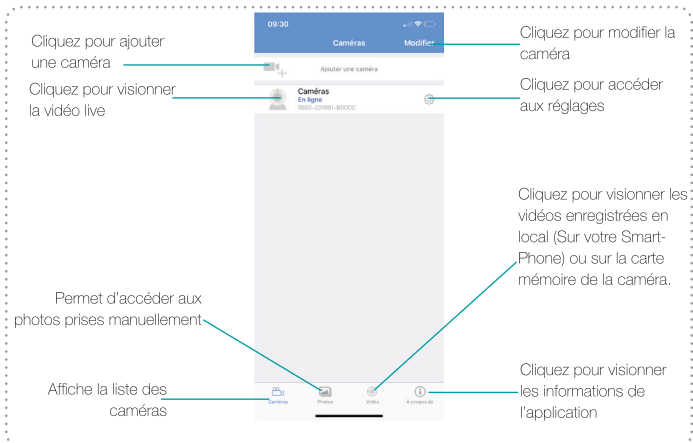 Cliquez pour ajouter
une caméra
Cliquez pour visionner
la vidéo live
Permet d'accéder aux
photos prises manuellement
Affiche la liste des
caméras
09:30
Caméras
Modifier
Ajouter une caméra
Caméras
En ligne
Caméras
Photos
Vidéo
À propos de
Cliquez pour modifier la
caméra
Cliquez pour accéder
aux réglages
Cliquez pour visionner les
vidéos enregistrées en
local (Sur votre Smart-
Phone) ou sur la carte
mémoire de la caméra.
Cliquez pour visionner
les informations de
l'application